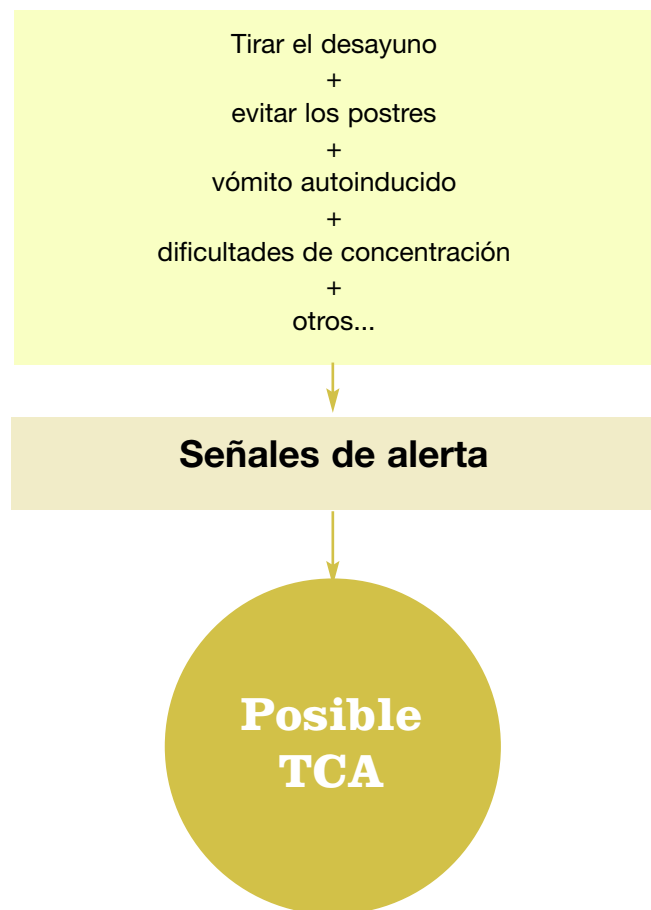 Tirar el desayuno
+
evitar los postres
+
vómito autoinducido
+
dificultades de concentración
+
otros...
Señales de alerta
Posible
TCA